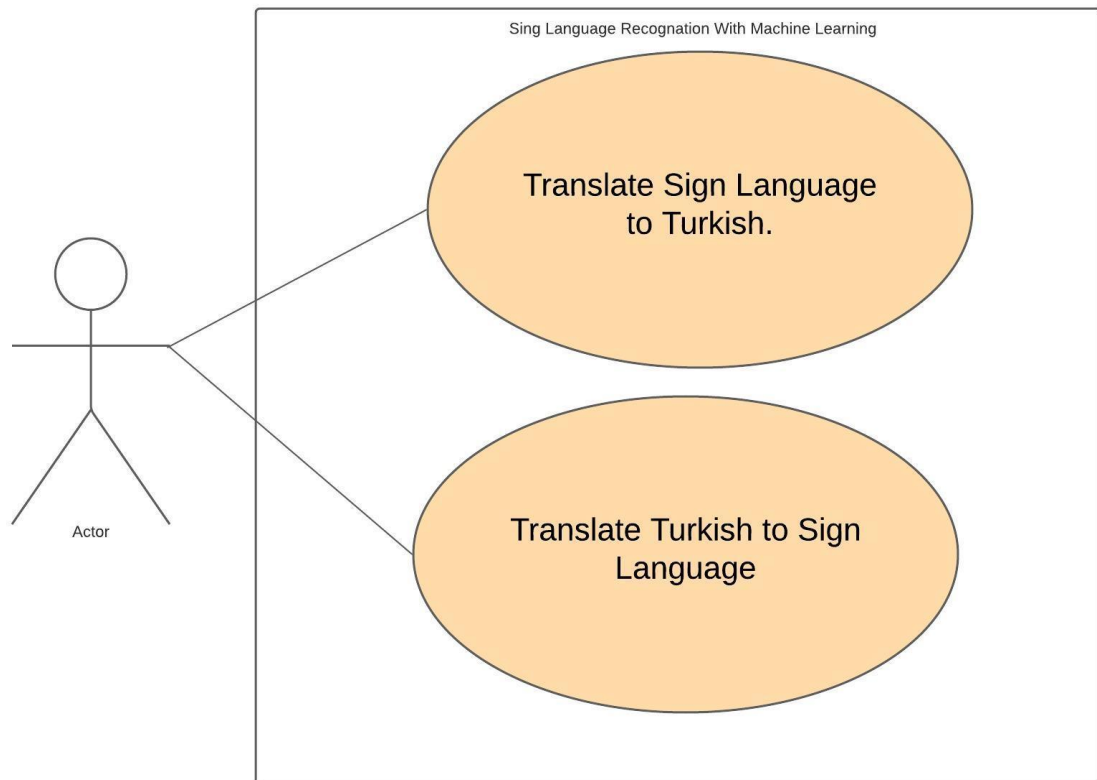 Sing Language Recognation With Machine Learning
Translate Sign Language
to Turkish.
Actor
Translate Turkish to Sign
Language